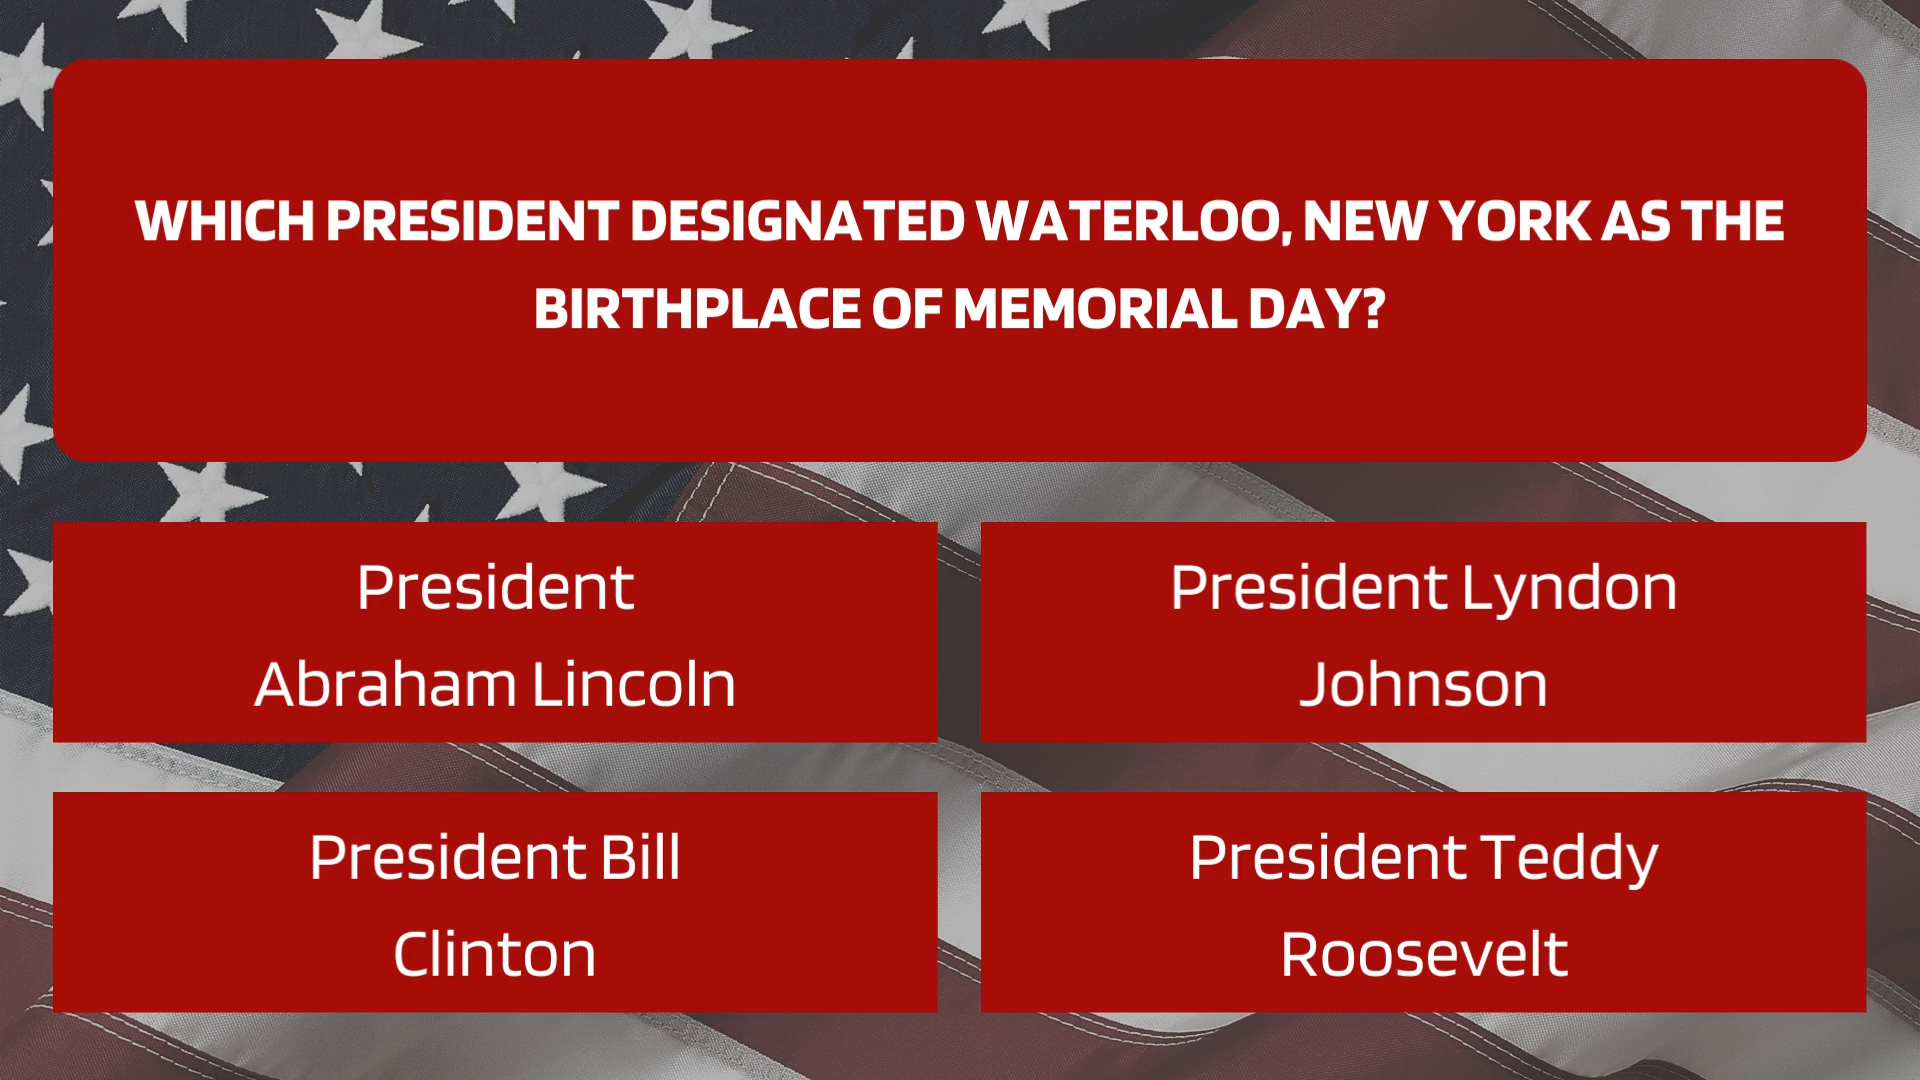 WHICH PRESIDENT DESIGNATED WATERLOO, NEW YORK AS THE
BIRTHPLACE OF MEMORIAL DAY?
President
Abraham Lincoln
President Lyndon
Johnson
President Bill
Clinton
President Teddy
Roosevelt